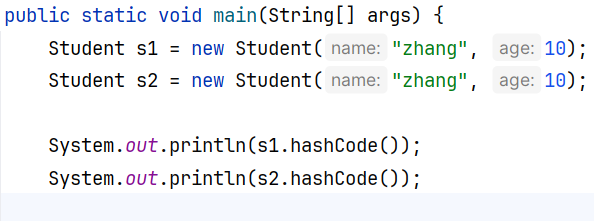 public static void main(String[] args) {
    Student s1 = new Student( name: "zhang", age: 10);
    Student s2 = new Student( name: "zhang", age: 10);
    System.out.println(s1.hashCode());
    System.out.println(s2.hashCode());